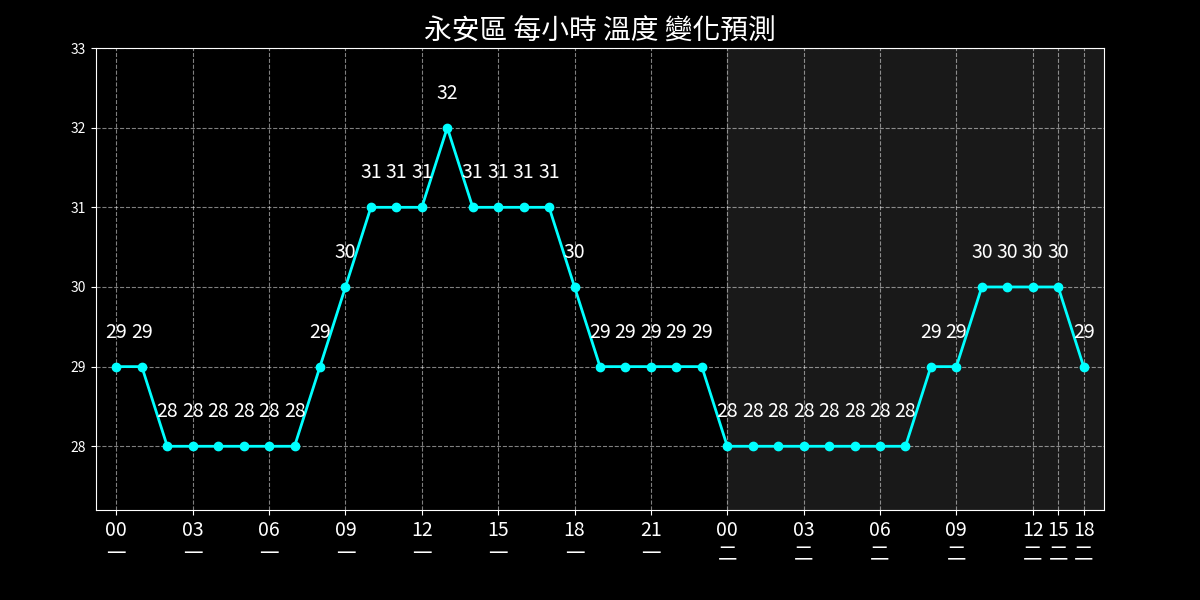 永安區 每小時 溫度 變化預測
33
32
32
31 31 31 31 31 31 31
31
30 30 30 30 30 30
30
29 29 29 29 29 29 29 29 29 29 29
29
28 28 28 28 28 28 28 28 28 28 28 28 28 28
28
00 03 06 09 12 15 18 21 00 03 06 09 12 15 18
一 一 一 一 一 一 一 一 二 二 二 二 二 二 二